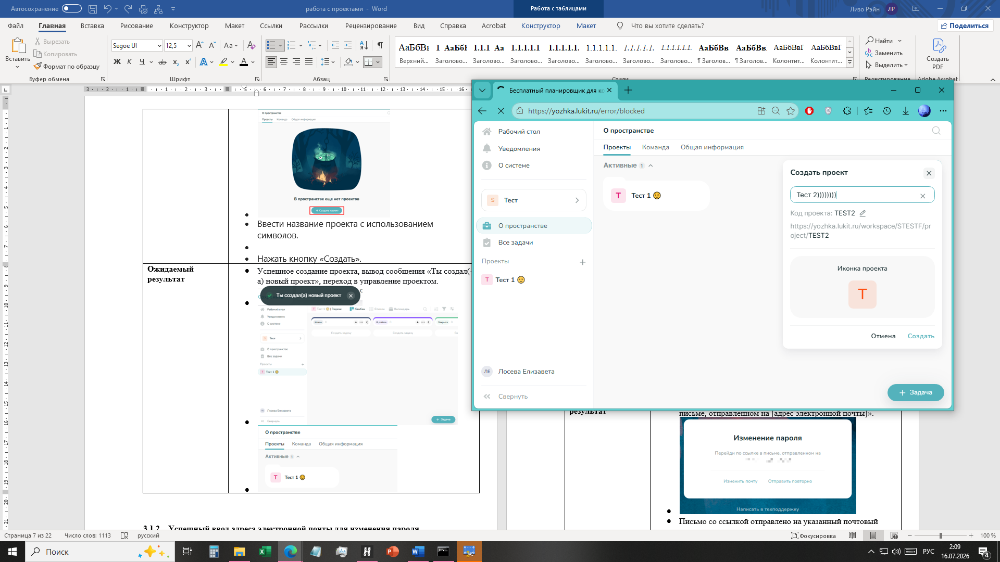 Автосохранение
работа с проектами - Word
Работа с таблицами
Лизо Рэйн
ЛР
Файл
Главная
Вставка
Рисование
Конструктор
Макет
Ссылки
Рассылки
Рецензирование
Вид
Справка
Acrobat
Конструктор
Макет
Что вы хотите сделать?
Поделиться
Вставить
Вырезать
Копировать
Формат по образцу
Буфер обмена
Segoe UI
12,5
Шрифт
Абзац
АаБбВв
Верхний...
1 АаБбІ
Заголово...
1.1.1 Аа
Заголово...
1.1.1.1.1
Заголово...
1.1.1.1.1.
Заголово...
1.1.1.1.1.
Заголово...
1.1.1.1.1.
Заголово...
1.1.1.1.1.1.
Заголово...
АаБбВв
¶ Заголов...
АаБбВв
¶ Заголов...
АаБбВвГ
Колонтит...
АаБбВвГ
Колонтит...
Стили
Найти
Заменить
Выделить
Редактирование
Создать
PDF
Adobe Acrobat
О пространстве
Проекты Команда Общая информация
В пространстве еще нет проектов
+ Создать проект
Ввести название проекта с использованием
символов.
Нажать кнопку «Создать».
Ожидаемый
результат
Успешное создание проекта, вывод сообщения «Ты создал(-
а) новый проект», переход в управление проектом.
Ты создал(а) новый проект
Рабочий стол
Уведомления
О системе
S Тест
О пространстве
Все задачи
Проекты
Т Тест 1
Т Тест 1 | Задачи
Канбан
Список
Календарь
Новые 0
В работе 0
Закрыто 0
Создать задачу
Создать задачу
Лосева Елизавета
Свернуть
+ Задача
О пространстве
Проекты Команда Общая информация
Активные 1
Т Тест 1
3.1.2 Успешный ввод адреса электронной почты для изменения пароля
Бесплатный планировщик для ко
https://yozhka.lukit.ru/error/blocked
Рабочий стол
Уведомления
О системе
S Тест
О пространстве
Все задачи
Проекты
Т Тест 1
Лосева Елизавета
ЛЕ
Свернуть
О пространстве
Проекты Команда Общая информация
Активные 1
Т Тест 1
Создать проект
Тест 2))))))))
Код проекта: TEST2
https://yozhka.lukit.ru/workspace/STESTF/pr
oject/TEST2
Иконка проекта
Т
Отмена Создать
+ Задача
результат
письме, отправленном на [адрес электронной почты]».
Изменение пароля
Перейди по ссылке в письме, отправленном на
Изменить почту Отправить повторно
Написать в техподдержку
Письмо со ссылкой отправлено на указанный почтовый
Страница 7 из 22
Число слов: 1113
русский
Фокусировка
100 %
Поиск
РУС
2:09
16.07.2026
4